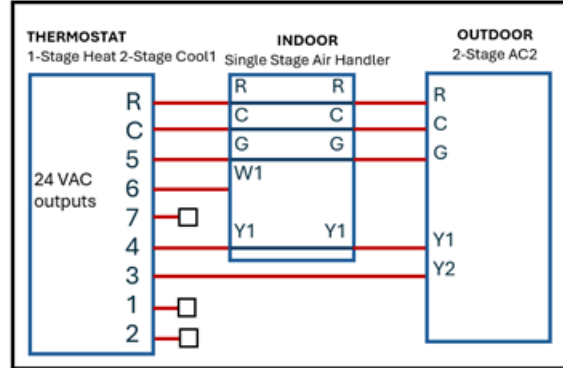 THERMOSTAT
1-Stage Heat 2-Stage Cool1
INDOOR
Single Stage Air Handler
OUTDOOR
2-Stage AC2
24 VAC
outputs
R
C
5
6
7
4
3
1
2
R R
C C
G G
W1
Y1 Y1
R
C
G
Y1
Y2